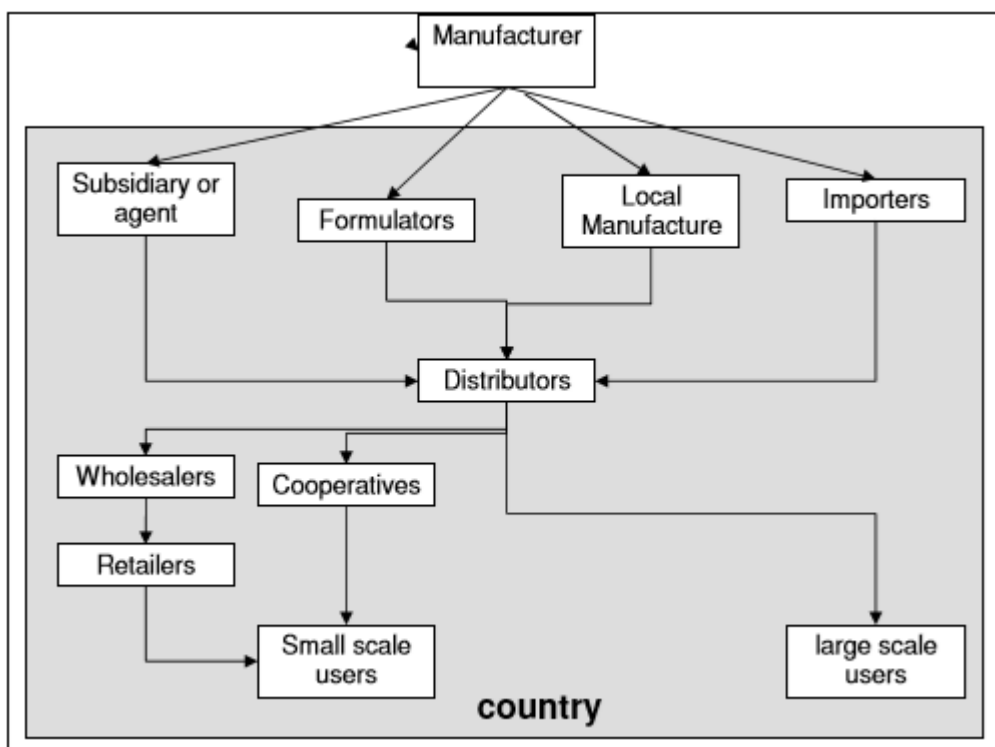 Manufacturer
Subsidiary or
agent
Formulators
Local
Manufacture
Importers
Distributors
Wholesalers
Cooperatives
Retailers
Small scale
users
large scale
users
country